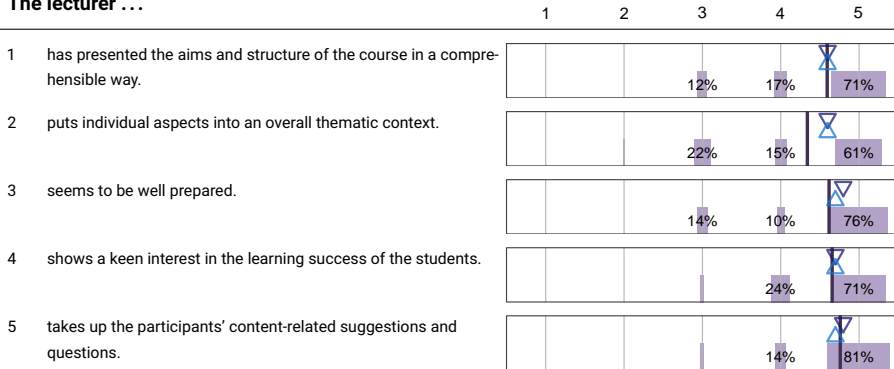 The lecturer ...
1 2 3 4 5
1 has presented the aims and structure of the course in a compre-
hensible way.
12% 17% 71%
2 puts individual aspects into an overall thematic context.
22% 15% 61%
3 seems to be well prepared.
14% 10% 76%
4 shows a keen interest in the learning success of the students.
24% 71%
5 takes up the participants’ content-related suggestions and
questions.
14% 81%